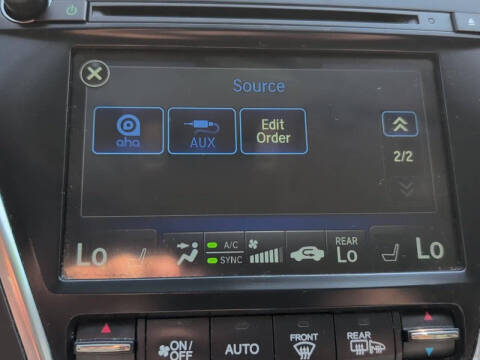 Source
aha
AUX
Edit
Order
2/2
Lo
A/C
SYNC
REAR
Lo
Lo
ON/
OFF
AUTO
FRONT
REAR